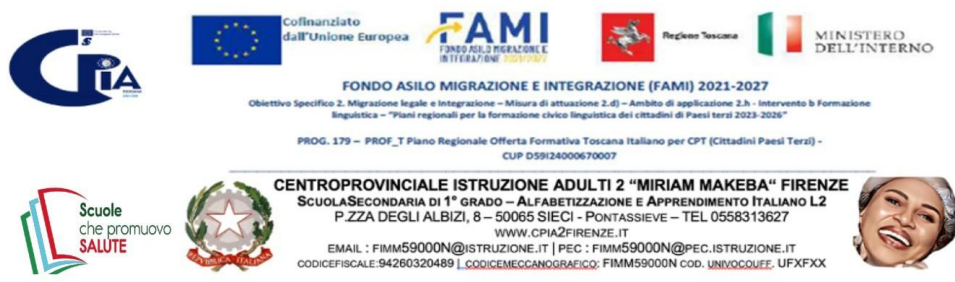 CPIA
Cofinanziato
dall'Unione Europea
FAMI
FONDO ASILO MIGRAZIONE E
INTEGRAZIONE 2021/2027
Regione Toscana
MINISTERO
DELL'INTERNO
FONDO ASILO MIGRAZIONE E INTEGRAZIONE (FAMI) 2021-2027
Obiettivo Specifico 2. Migrazione legale e Integrazione – Misura di attuazione 2.d) – Ambito di applicazione 2.h - Intervento b Formazione
linguistica – "Piani regionali per la formazione civico linguistica dei cittadini di Paesi terzi 2023-2026"
PROG. 179 – PROF_T Piano Regionale Offerta Formativa Toscana Italiano per CPT (Cittadini Paesi Terzi) -
CUP D59I24000670007
Scuole
che promuovono
SALUTE
REPVBBLICA ITALIANA
CENTROPROVINCIALE ISTRUZIONE ADULTI 2 "MIRIAM MAKEBA" FIRENZE
SCUOLASECONDARIA DI 1° GRADO – ALFABETIZZAZIONE E APPRENDIMENTO ITALIANO L2
P.ZZA DEGLI ALBIZI, 8 – 50065 SIECI - PONTASSIEVE – TEL 0558313627
WWW.CPIA2FIRENZE.IT
EMAIL : FIMM59000N@ISTRUZIONE.IT | PEC : FIMM59000N@PEC.ISTRUZIONE.IT
CODICEFISCALE:94260320489 | CODICEMECCANOGRAFICO: FIMM59000N COD. UNIVOCOUFF. UFXFXX